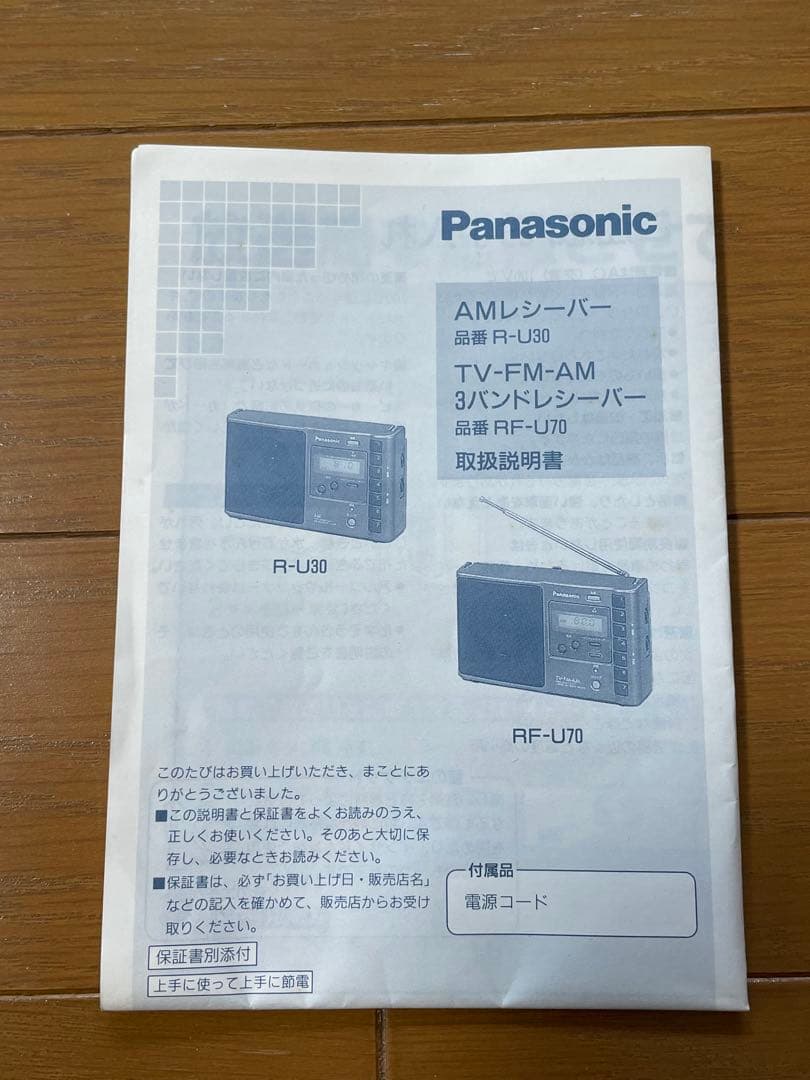 Panasonic
AMレシーバー
品番 R-U30
TV-FM-AM
3バンドレシーバー
品番 RF-U70
取扱説明書
Panasonic
R-U30
Panasonic
TV-FM-AM
RF-U70
このたびはお買い上げいただき、まことにあ
りがとうございました。
■この説明書と保証書をよくお読みのうえ、
正しくお使いください。そのあと大切に保
存し、必要なときお読みください。
■保証書は、必ず「お買い上げ日・販売店名」
などの記入を確かめて、販売店からお受け
取りください。
付属品
電源コード
保証書別添付
上手に使って上手に節電